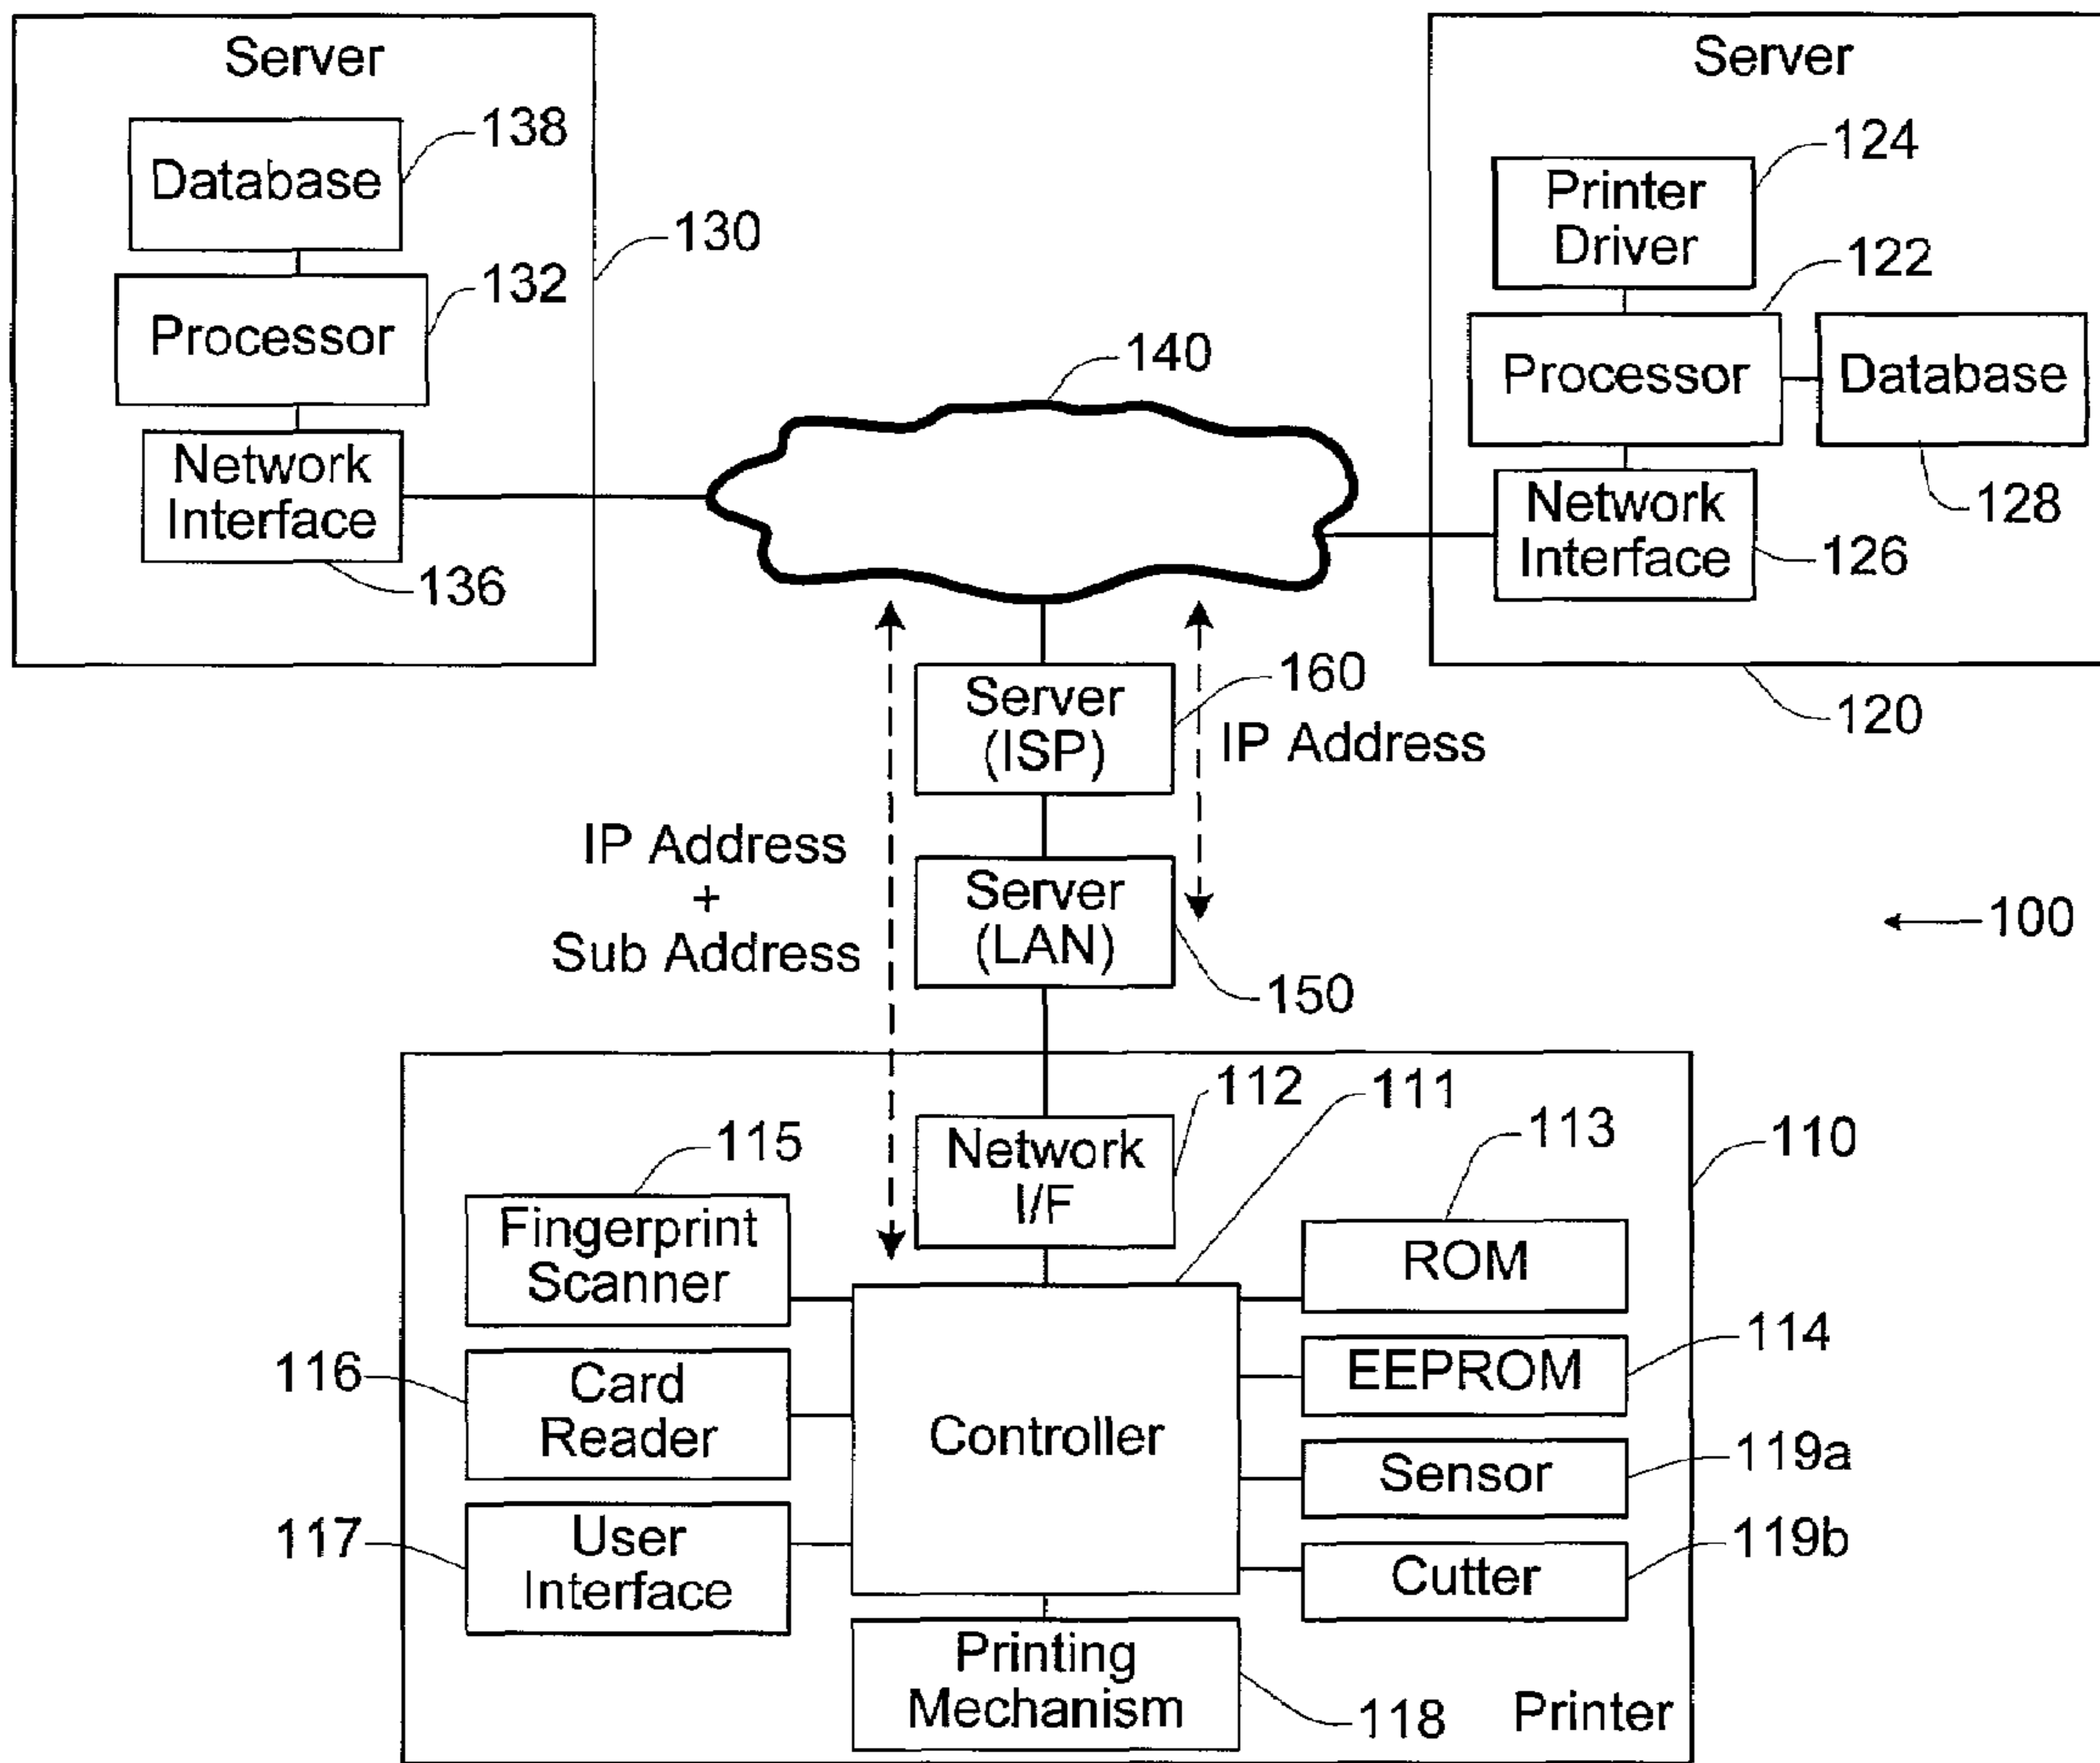 Server
Database
138
130
Processor
132
Network
Interface
136
Server
Printer
Driver
124
122
Processor
Database
128
Network
Interface
126
120
140
Server
(ISP)
160
IP Address
IP Address
+
Sub Address
Server
(LAN)
150
100
112
111
Network
I/F
110
115
Fingerprint
Scanner
113
ROM
116
Card
Reader
Controller
EEPROM
114
Sensor
119a
117
User
Interface
Cutter
119b
Printing
Mechanism
118
Printer